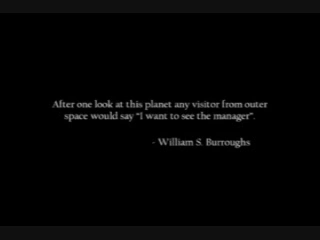 After one look at this planet any visitor from outer
space would say "I want to see the manager".
- William S. Burroughs